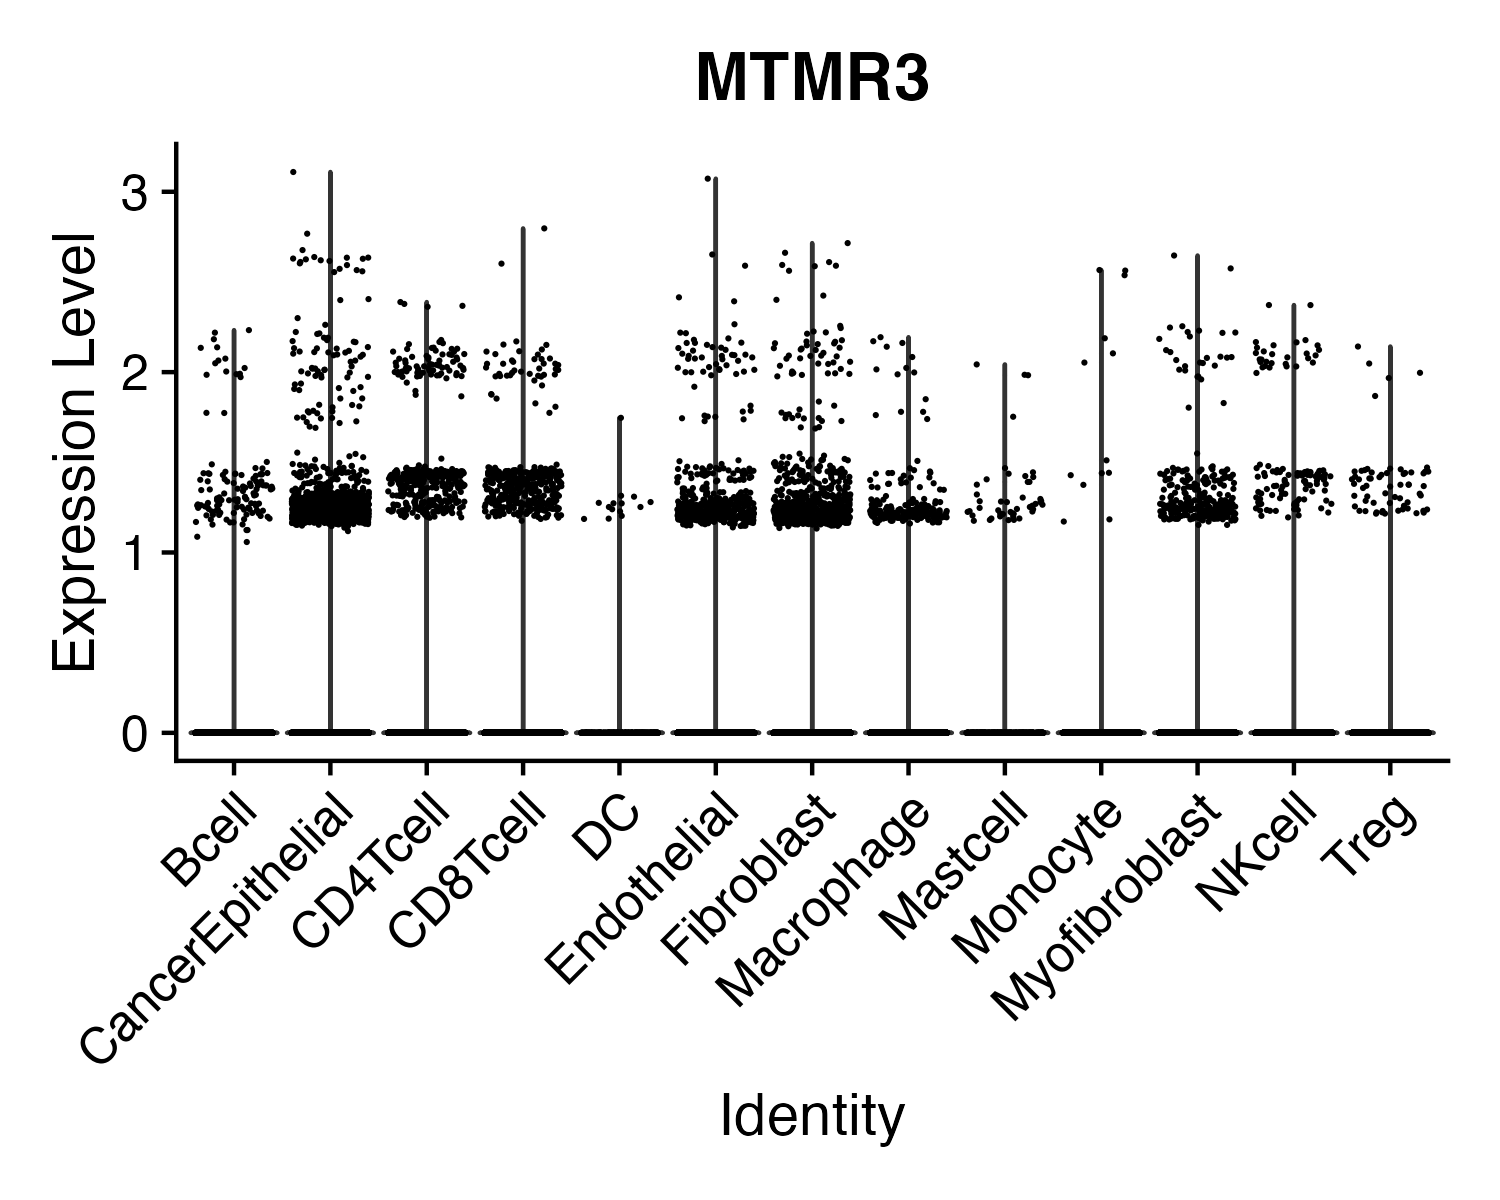 MTMR3
Expression Level
3
2
1
0
Bcell
CancerEpithelial
CD4Tcell
CD8Tcell
DC
Endothelial
Fibroblast
Macrophage
Mastcell
Monocyte
Myofibroblast
NKcell
Treg
Identity